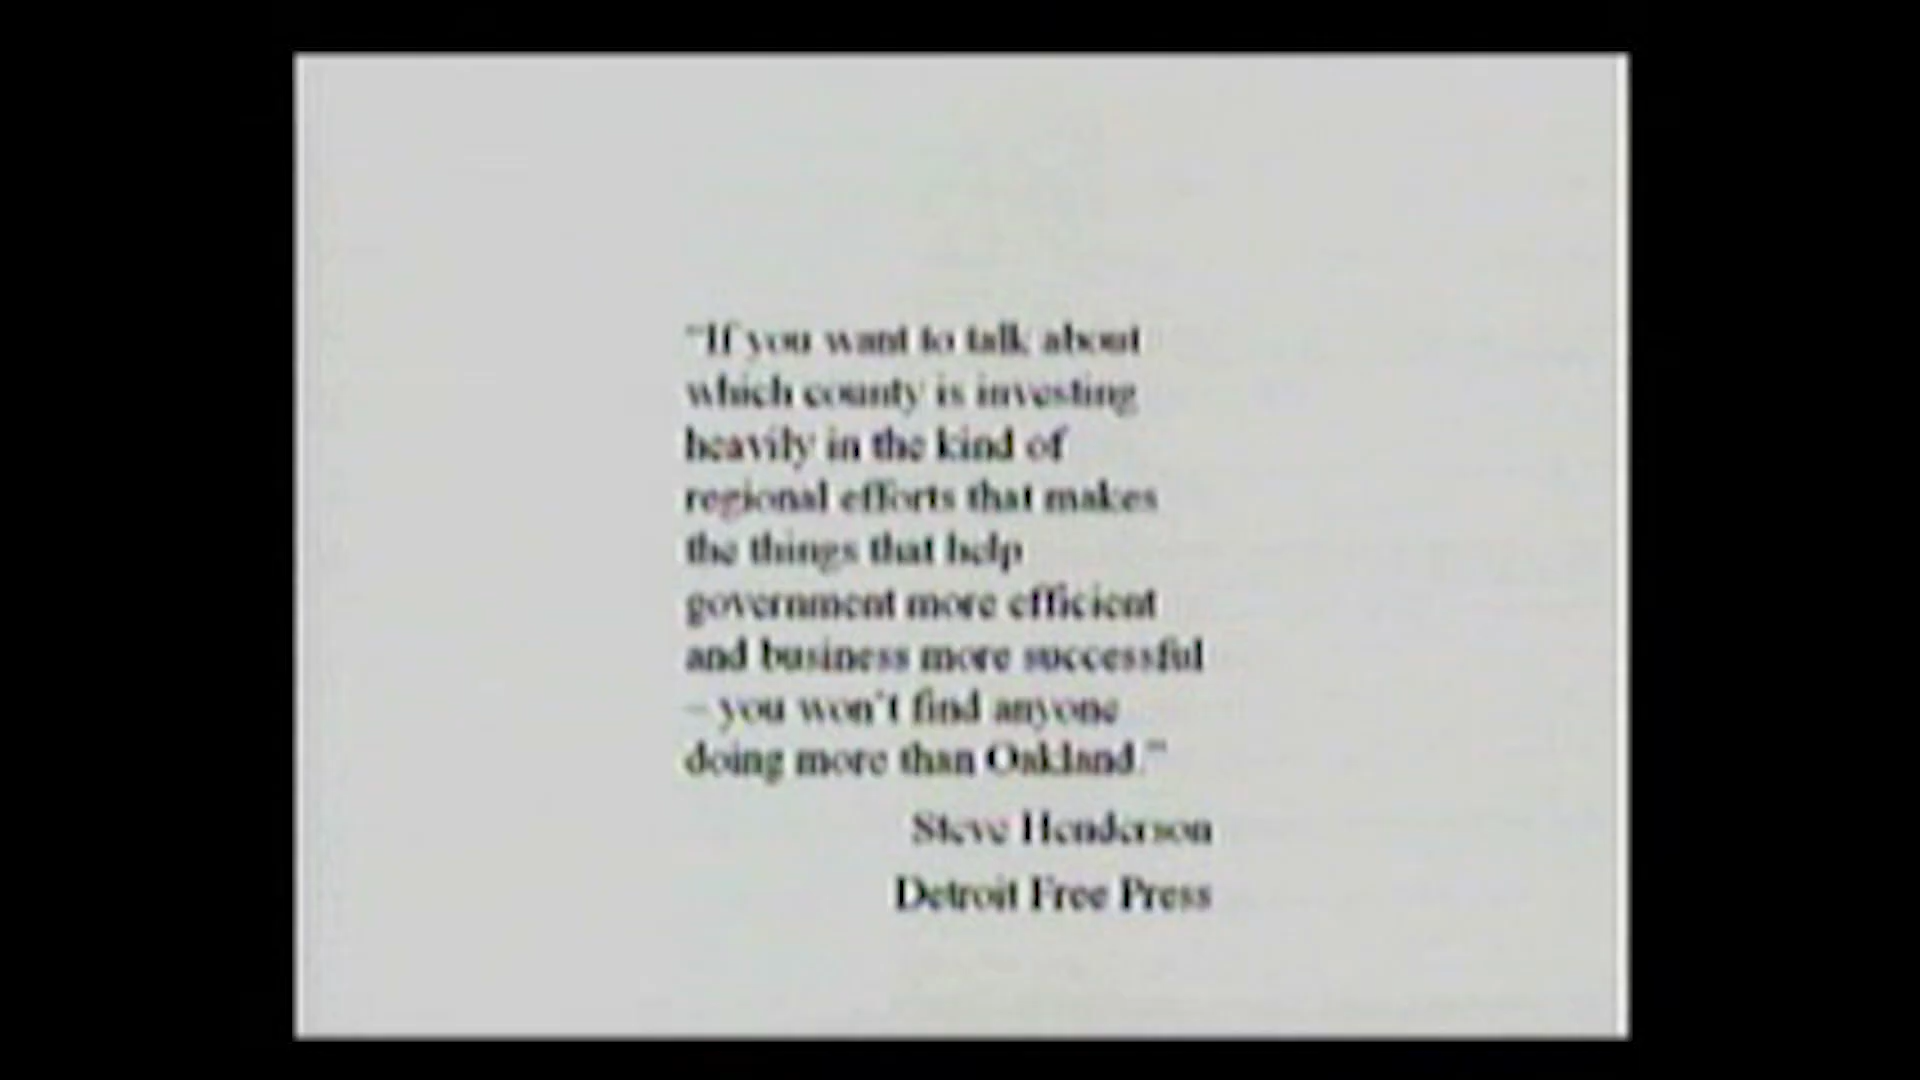 “If you want to talk about
which county is investing
heavily in the kind of
regional efforts that makes
the things that help
government more efficient
and business more successful
– you won’t find anyone
doing more than Oakland.”
Steve Henderson
Detroit Free Press